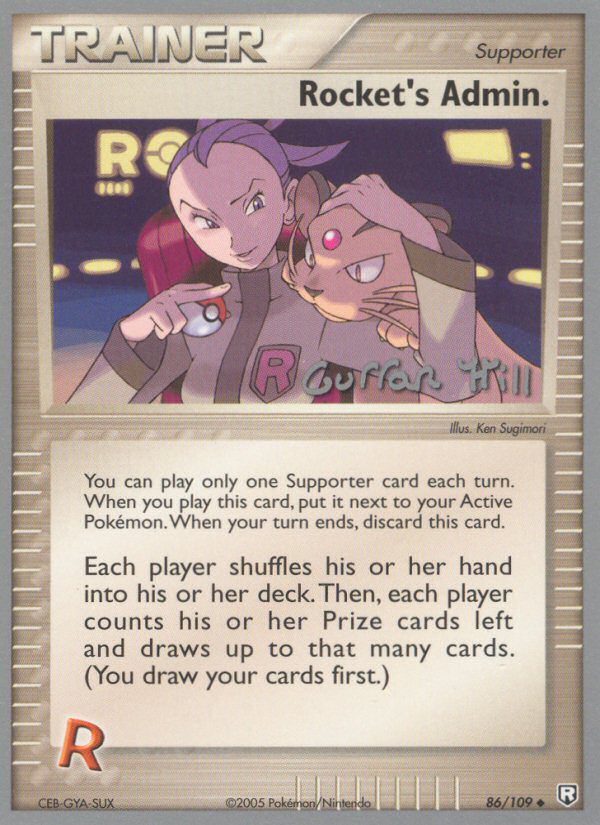 TRAINER
Supporter
Rocket's Admin.
R
R
Curran Hill
Illus. Ken Sugimori
You can play only one Supporter card each turn.
When you play this card, put it next to your Active
Pokémon. When your turn ends, discard this card.
Each player shuffles his or her hand
into his or her deck. Then, each player
counts his or her Prize cards left
and draws up to that many cards.
(You draw your cards first.)
R
CEB-GYA-SUX
©2005 Pokémon/Nintendo
86/109 ◆ R